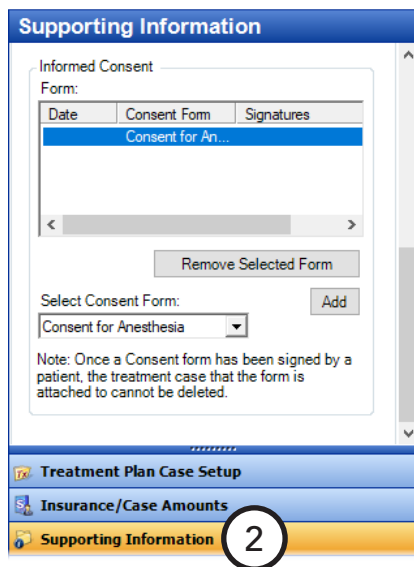 Supporting Information
Informed Consent
Form:
Date Consent Form Signatures
Consent for An...
Remove Selected Form
Select Consent Form:
Add
Consent for Anesthesia
Note: Once a Consent form has been signed by a
patient, the treatment case that the form is
attached to cannot be deleted.
Treatment Plan Case Setup
Insurance/Case Amounts
Supporting Information 2